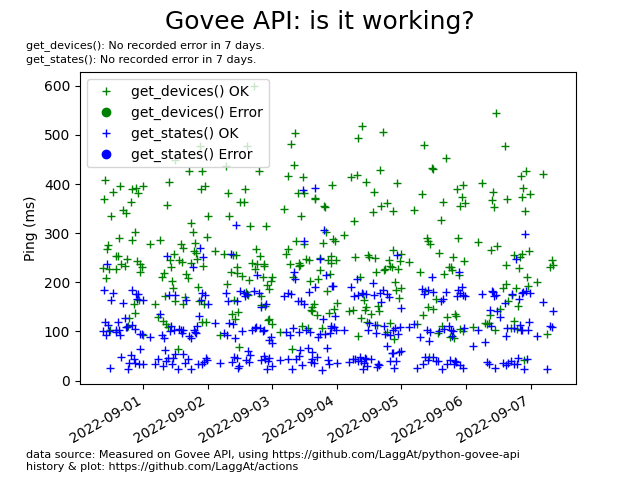 Govee API: is it working?
get_devices(): No recorded error in 7 days.
get_states(): No recorded error in 7 days.
get_devices() OK
get_devices() Error
get_states() OK
get_states() Error
Ping (ms)
600
500
400
300
200
100
0
2022-09-01
2022-09-02
2022-09-03
2022-09-04
2022-09-05
2022-09-06
2022-09-07
data source: Measured on Govee API, using https://github.com/LaggAt/python-govee-api
history & plot: https://github.com/LaggAt/actions